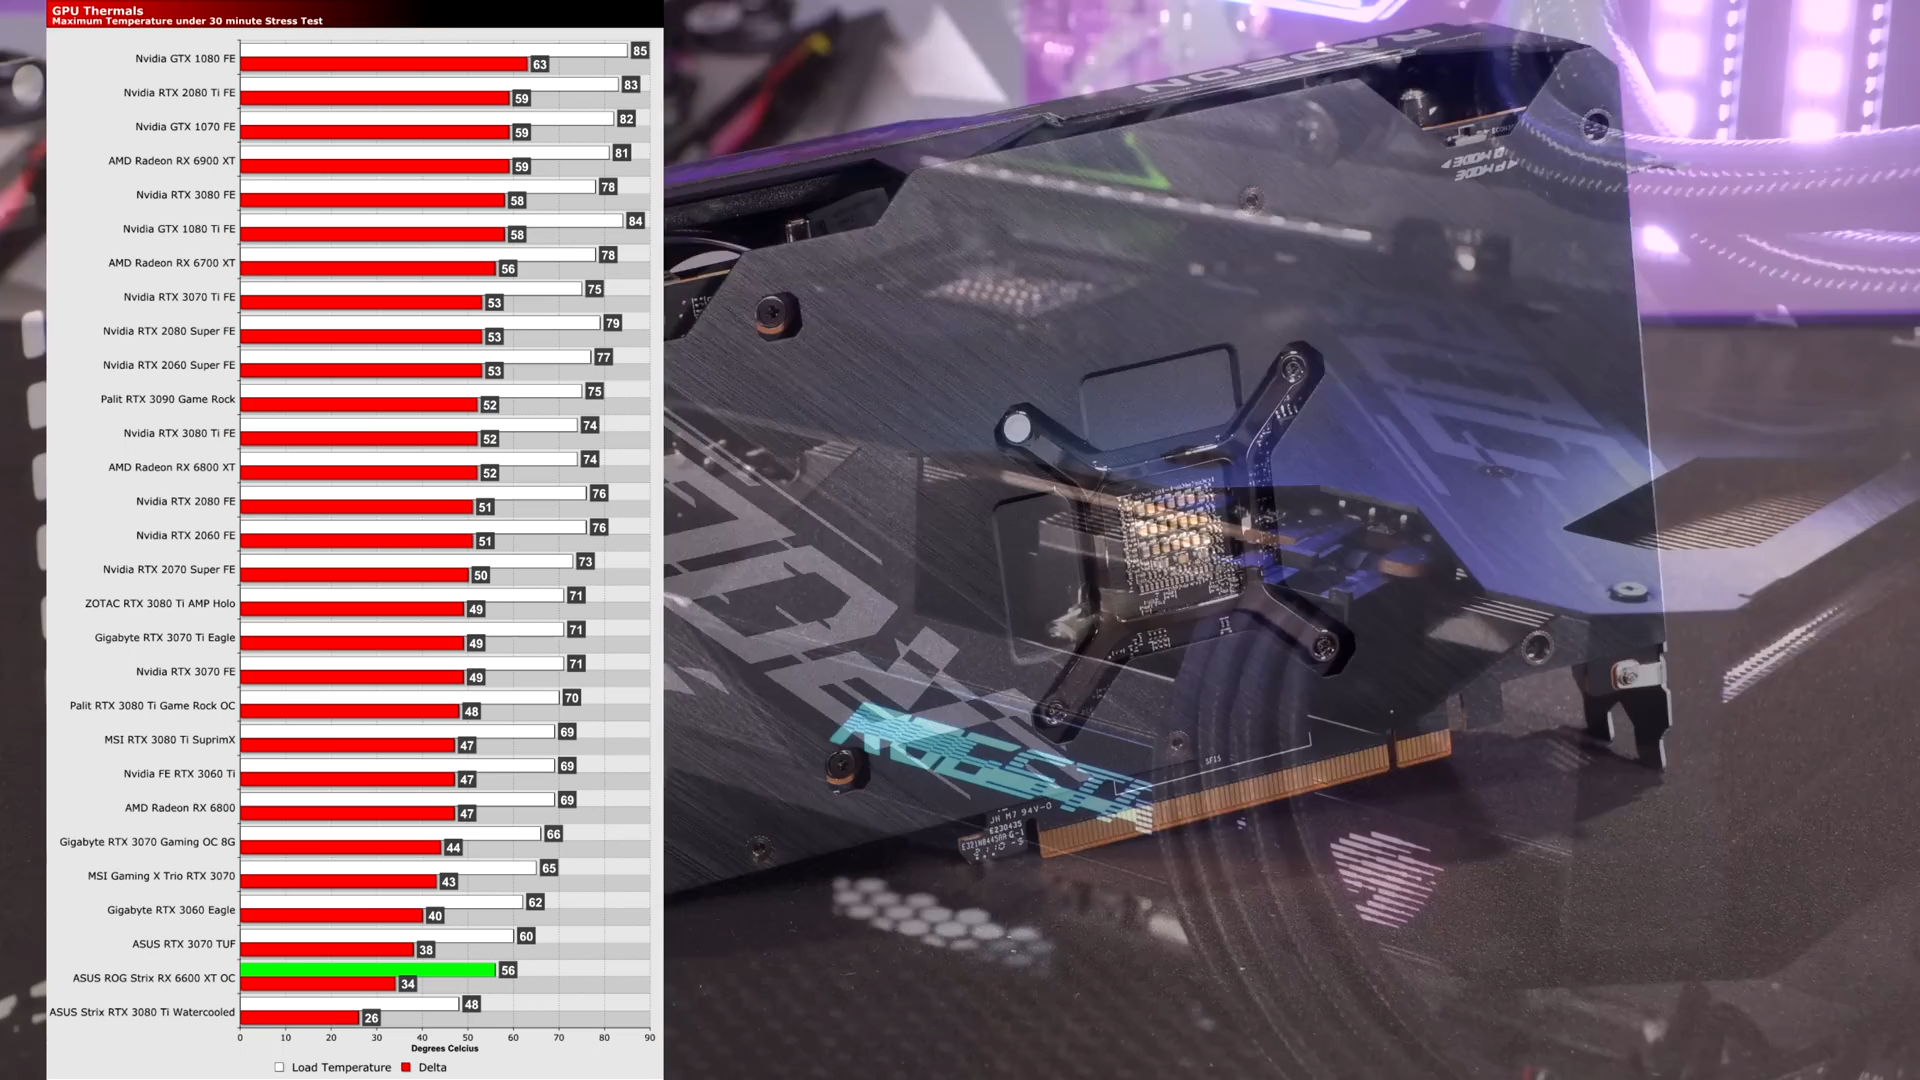 GPU Thermals
Maximum Temperature under 30 minute Stress Test
Nvidia GTX 1080 FE 85 63
Nvidia RTX 2080 Ti FE 83 59
Nvidia GTX 1070 FE 82 59
AMD Radeon RX 6900 XT 81 59
Nvidia RTX 3080 FE 78 58
Nvidia GTX 1080 Ti FE 84 58
AMD Radeon RX 6700 XT 78 56
Nvidia RTX 3070 Ti FE 75 53
Nvidia RTX 2080 Super FE 79 53
Nvidia RTX 2060 Super FE 77 53
Palit RTX 3090 Game Rock 75 52
Nvidia RTX 3080 Ti FE 74 52
AMD Radeon RX 6800 XT 74 52
Nvidia RTX 2080 FE 76 51
Nvidia RTX 2060 FE 76 51
Nvidia RTX 2070 Super FE 73 50
ZOTAC RTX 3080 Ti AMP Holo 71 49
Gigabyte RTX 3070 Ti Eagle 71 49
Nvidia RTX 3070 FE 71 49
Palit RTX 3080 Ti Game Rock OC 70 48
MSI RTX 3080 Ti SuprimX 69 47
Nvidia FE RTX 3060 Ti 69 47
AMD Radeon RX 6800 69 47
Gigabyte RTX 3070 Gaming OC 8G 66 44
MSI Gaming X Trio RTX 3070 65 43
Gigabyte RTX 3060 Eagle 62 40
ASUS RTX 3070 TUF 60 38
ASUS ROG Strix RX 6600 XT OC 56 34
ASUS Strix RTX 3080 Ti Watercooled 48 26
0 10 20 30 40 50 60 70 80 90
Degrees Celcius
Load Temperature Delta
RADEON
P MODE
Q MODE
JH M7 94V-0
E230435